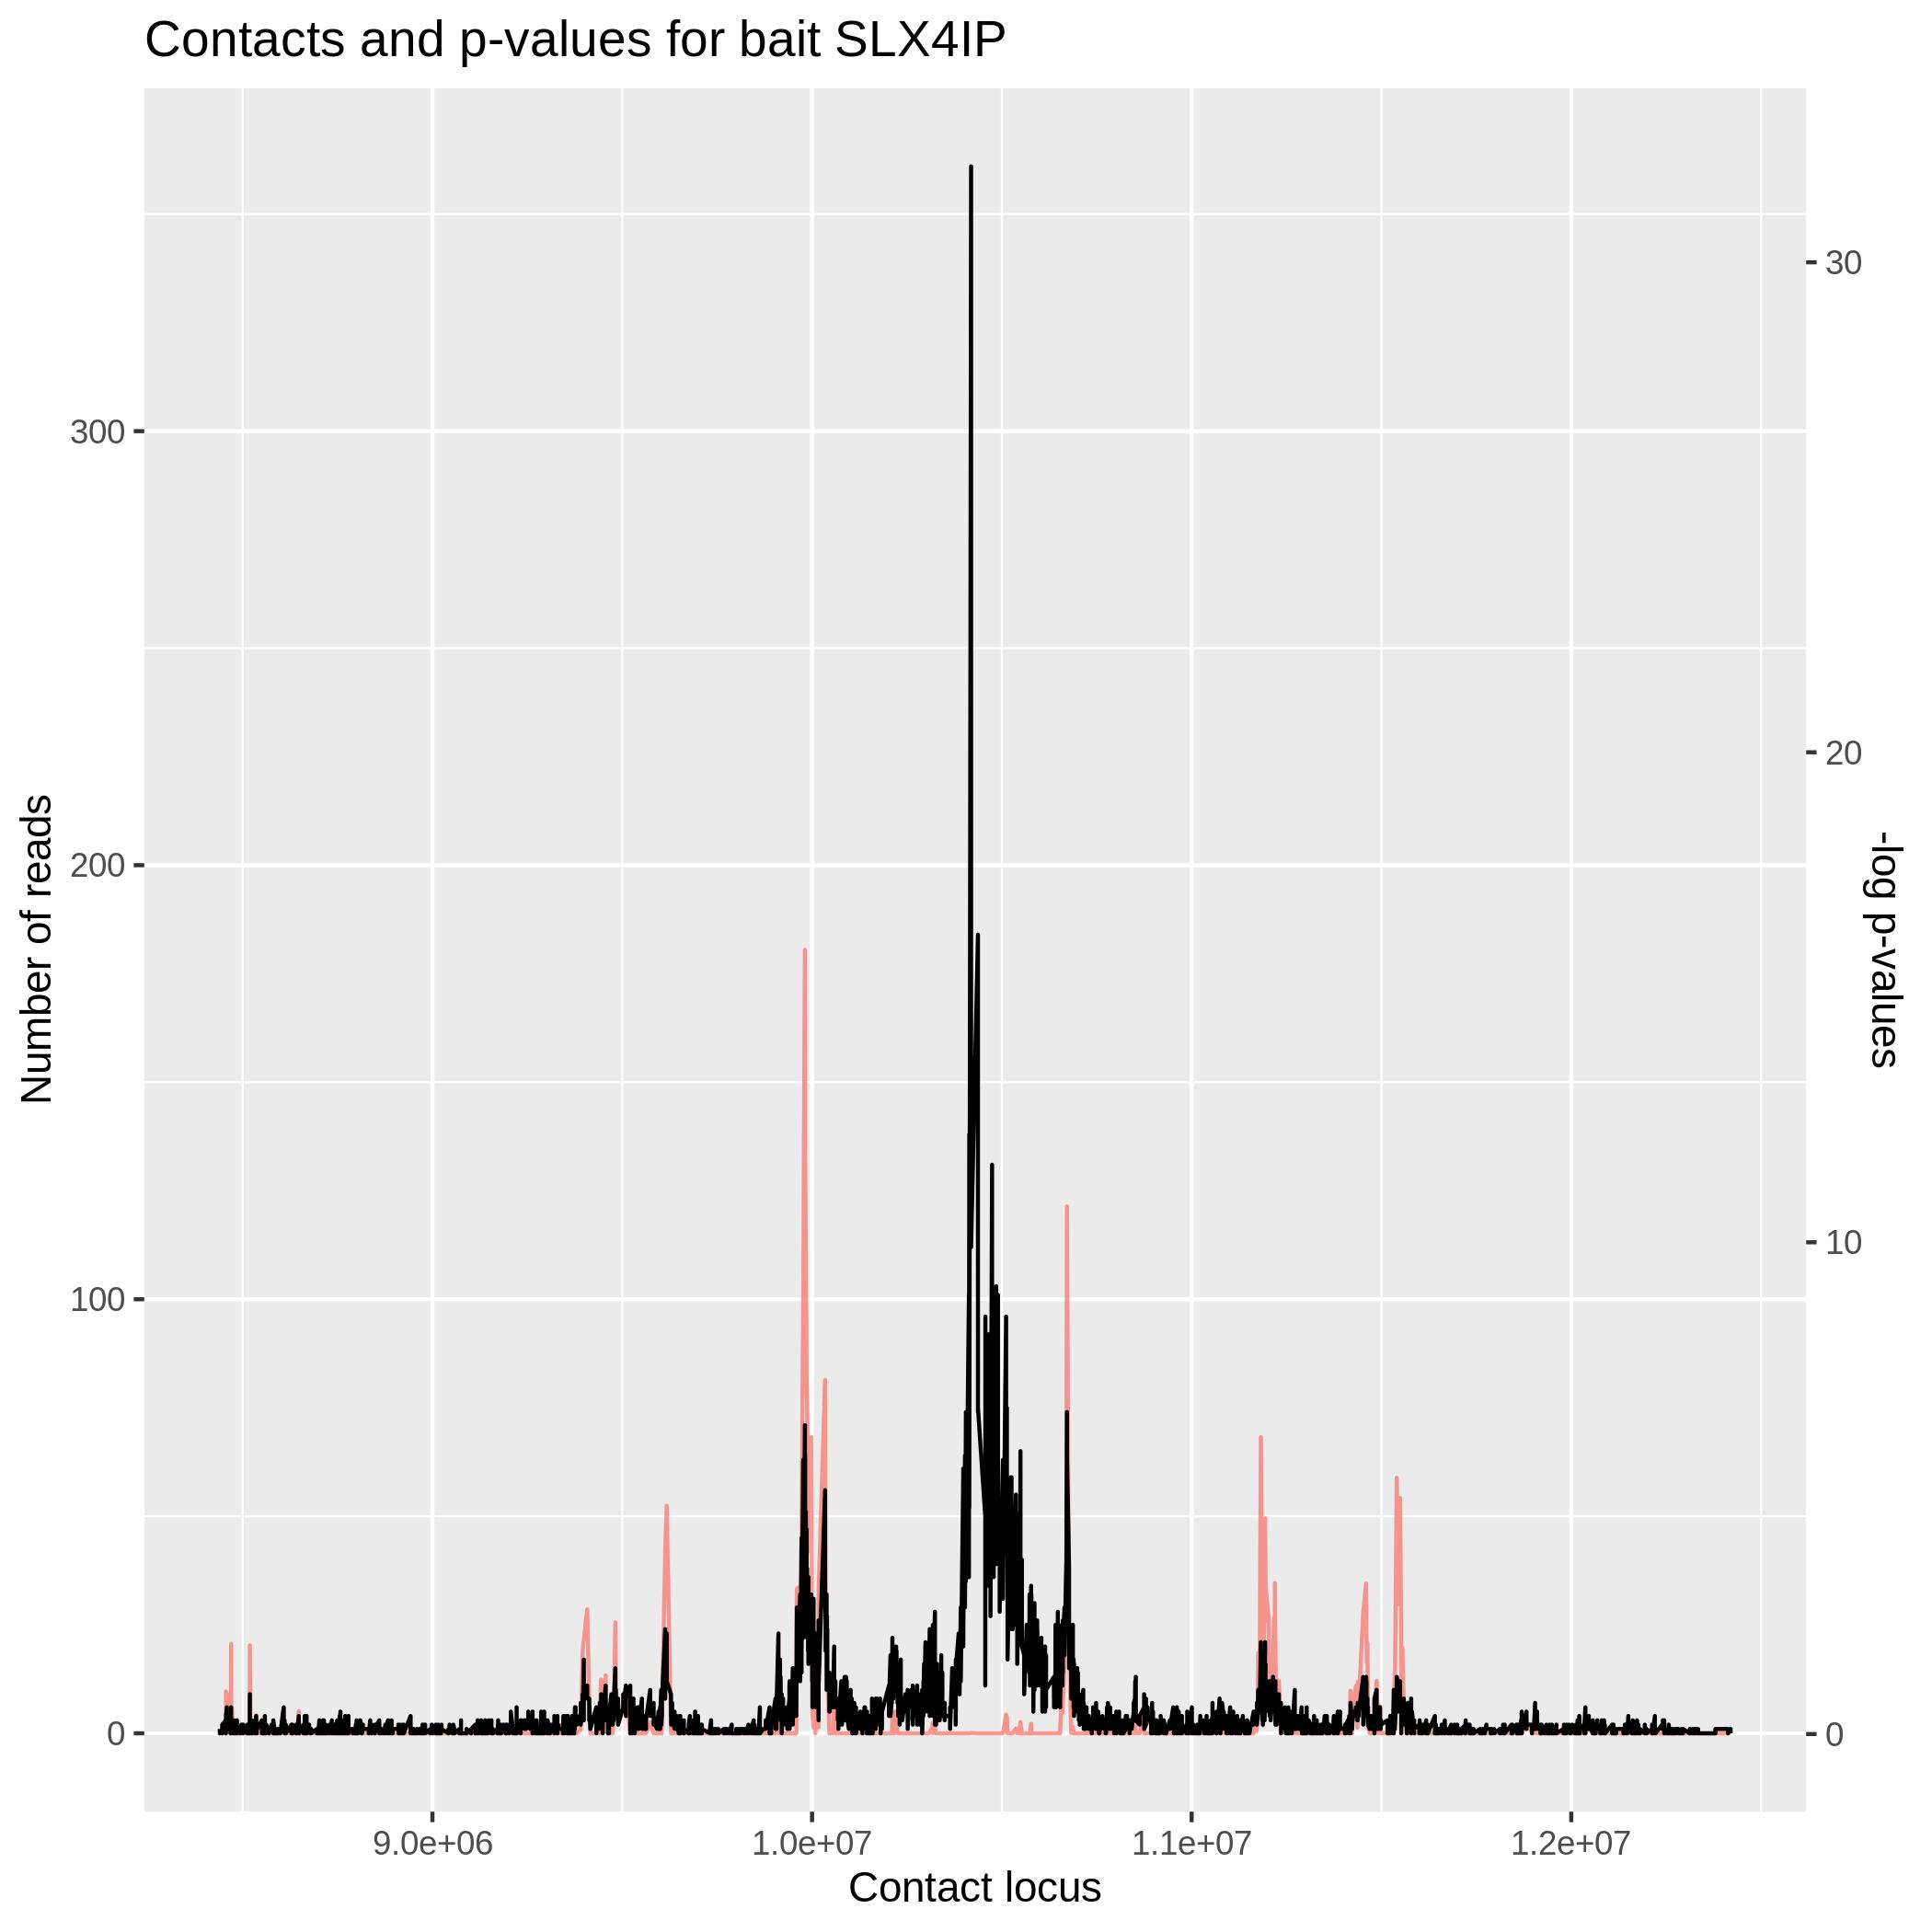 Contacts and p-values for bait SLX4IP
Number of reads
300
200
100
0
30
20
10
0
-log p-values
9.0e+06
1.0e+07
1.1e+07
1.2e+07
Contact locus